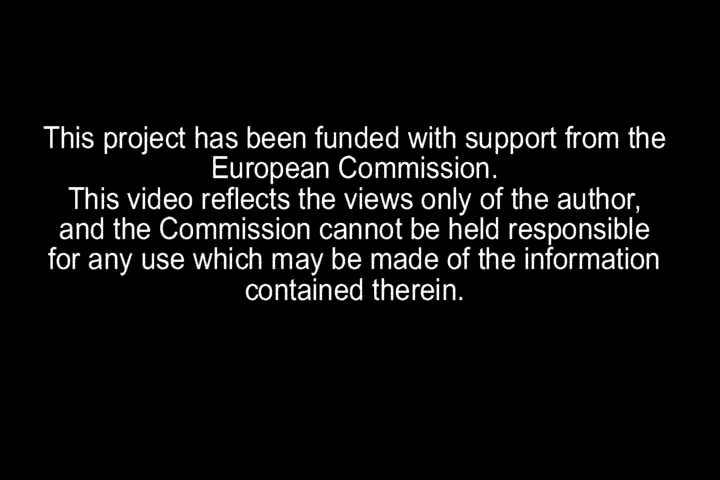 This project has been funded with support from the
European Commission.
This video reflects the views only of the author,
and the Commission cannot be held responsible
for any use which may be made of the information
contained therein.